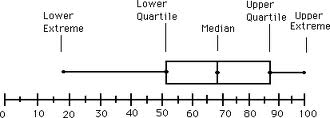 Lower
Extreme
Lower
Quartile
Median
Upper
Quartile
Upper
Extreme
0 10 20 30 40 50 60 70 80 90 100